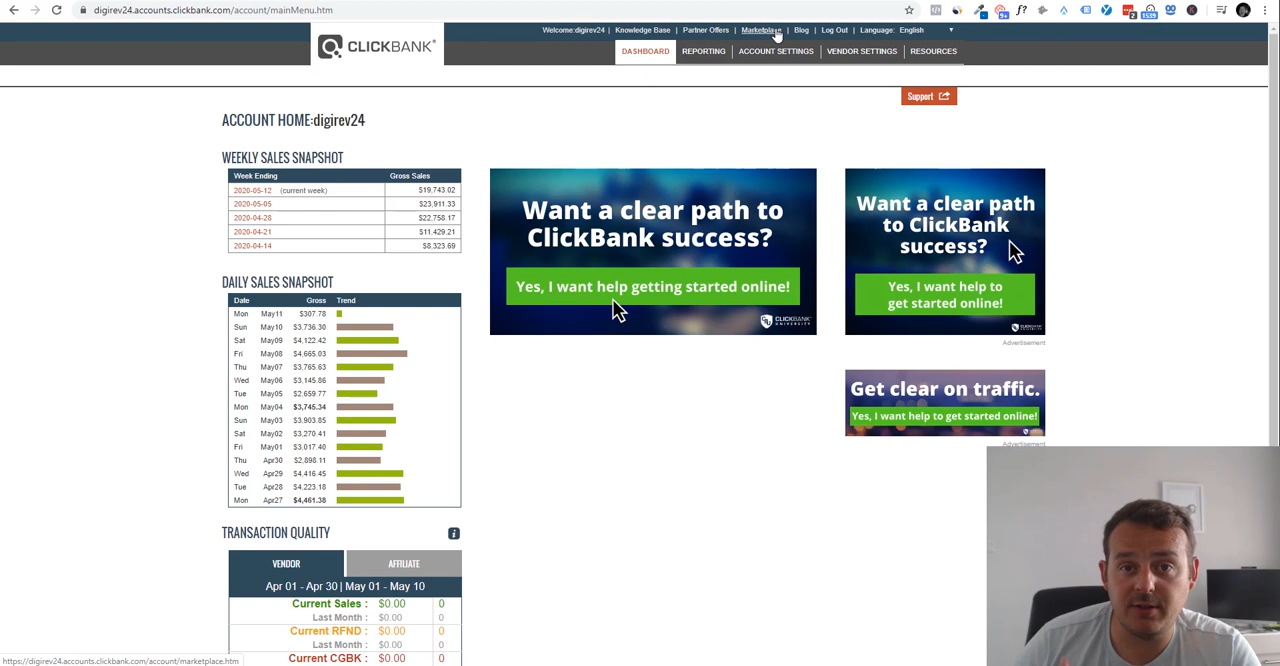 digirev24.accounts.clickbank.com/account/mainMenu.htm
9+
f?
2
1539
K
Welcome:digirev24 | Knowledge Base | Partner Offers | Marketplace | Blog | Log Out | Language: English
CLICKBANK
DASHBOARD REPORTING ACCOUNT SETTINGS VENDOR SETTINGS RESOURCES
Support
ACCOUNT HOME:digirev24
WEEKLY SALES SNAPSHOT
Week Ending Gross Sales
2020-05-12 (current week) $19,743.02
2020-05-05 $23,911.33
2020-04-28 $22,758.17
2020-04-21 $11,429.21
2020-04-14 $8,323.69
Want a clear path to
ClickBank success?
Yes, I want help getting started online!
CLICKBANK
UNIVERSITY
Want a clear path
to ClickBank
success?
Yes, I want help to
get started online!
CLICKBANK
Advertisement
DAILY SALES SNAPSHOT
Date Gross Trend
Mon May11 $307.78
Sun May10 $3,736.30
Sat May09 $4,122.42
Fri May08 $4,665.03
Thu May07 $3,765.63
Wed May06 $3,145.86
Tue May05 $2,659.77
Mon May04 $3,745.34
Sun May03 $3,903.85
Sat May02 $3,270.41
Fri May01 $3,017.40
Thu Apr30 $2,898.11
Wed Apr29 $4,416.45
Tue Apr28 $4,223.18
Mon Apr27 $4,461.38
Get clear on traffic.
Yes, I want help to get started online!
Advertisement
TRANSACTION QUALITY
VENDOR AFFILIATE
Apr 01 - Apr 30 | May 01 - May 10
Current Sales : $0.00 0
Last Month : $0.00 0
Current RFND : $0.00 0
Last Month : $0.00 0
Current CGBK : $0.00 0
https://digirev24.accounts.clickbank.com/account/marketplace.htm